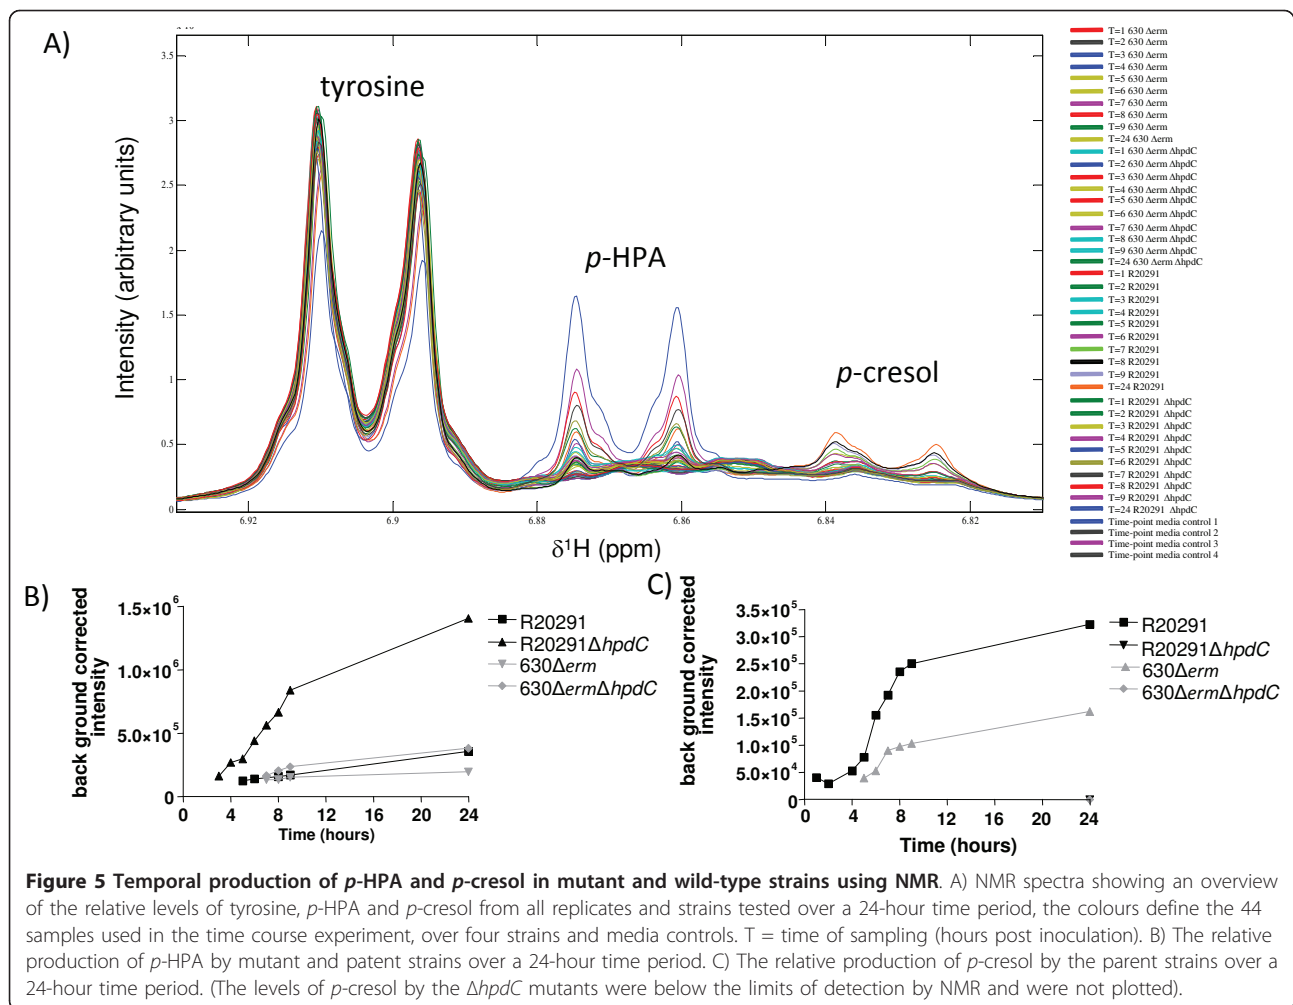 A)
x 10
tyrosine
p-HPA
p-cresol
Intensity (arbitrary units)
3.5
3
2.5
2
1.5
1
0.5
0
6.92
6.9
6.88
6.86
6.84
6.82
δ¹H (ppm)
T=1 630 Δerm
T=2 630 Δerm
T=3 630 Δerm
T=4 630 Δerm
T=5 630 Δerm
T=6 630 Δerm
T=7 630 Δerm
T=8 630 Δerm
T=9 630 Δerm
T=24 630 Δerm
T=1 630 Δerm ΔhpdC
T=2 630 Δerm ΔhpdC
T=3 630 Δerm ΔhpdC
T=4 630 Δerm ΔhpdC
T=5 630 Δerm ΔhpdC
T=6 630 Δerm ΔhpdC
T=7 630 Δerm ΔhpdC
T=8 630 Δerm ΔhpdC
T=9 630 Δerm ΔhpdC
T=24 630 Δerm ΔhpdC
T=1 R20291
T=2 R20291
T=3 R20291
T=4 R20291
T=5 R20291
T=6 R20291
T=7 R20291
T=8 R20291
T=9 R20291
T=24 R20291
T=1 R20291 ΔhpdC
T=2 R20291 ΔhpdC
T=3 R20291 ΔhpdC
T=4 R20291 ΔhpdC
T=5 R20291 ΔhpdC
T=6 R20291 ΔhpdC
T=7 R20291 ΔhpdC
T=8 R20291 ΔhpdC
T=9 R20291 ΔhpdC
T=24 R20291 ΔhpdC
Time-point media control 1
Time-point media control 2
Time-point media control 3
Time-point media control 4
B)
back ground corrected
intensity
1.5×10⁶
1.0×10⁶
5.0×10⁵
0
0 4 8 12 16 20 24
Time (hours)
R20291
R20291ΔhpdC
630Δerm
630ΔermΔhpdC
C)
back ground corrected
intensity
3.5×10⁵
3.0×10⁵
2.5×10⁵
2.0×10⁵
1.5×10⁵
1.0×10⁵
5.0×10⁴
0
0 4 8 12 16 20 24
Time (hours)
R20291
R20291ΔhpdC
630Δerm
630ΔermΔhpdC
Figure 5 Temporal production of p-HPA and p-cresol in mutant and wild-type strains using NMR. A) NMR spectra showing an overview
of the relative levels of tyrosine, p-HPA and p-cresol from all replicates and strains tested over a 24-hour time period, the colours define the 44
samples used in the time course experiment, over four strains and media controls. T = time of sampling (hours post inoculation). B) The relative
production of p-HPA by mutant and patent strains over a 24-hour time period. C) The relative production of p-cresol by the parent strains over a
24-hour time period. (The levels of p-cresol by the ΔhpdC mutants were below the limits of detection by NMR and were not plotted).